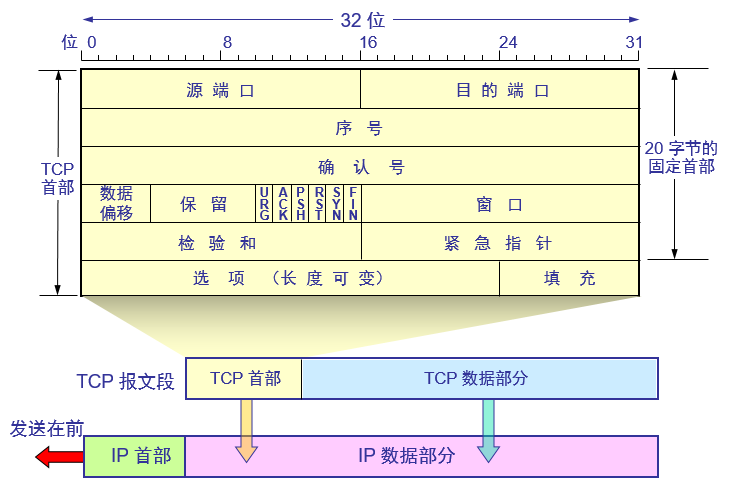 32 位
位 0 8 16 24 31
源 端 口 目 的 端 口
序 号
TCP
首部
20 字节的
固定首部
确 认 号
数据
偏移
保 留
URG
ACK
PSH
RST
SYN
FIN
窗 口
检 验 和 紧 急 指 针
选 项 （长 度 可 变） 填 充
TCP 报文段 TCP 首部 TCP 数据部分
发送在前
IP 首部 IP 数据部分